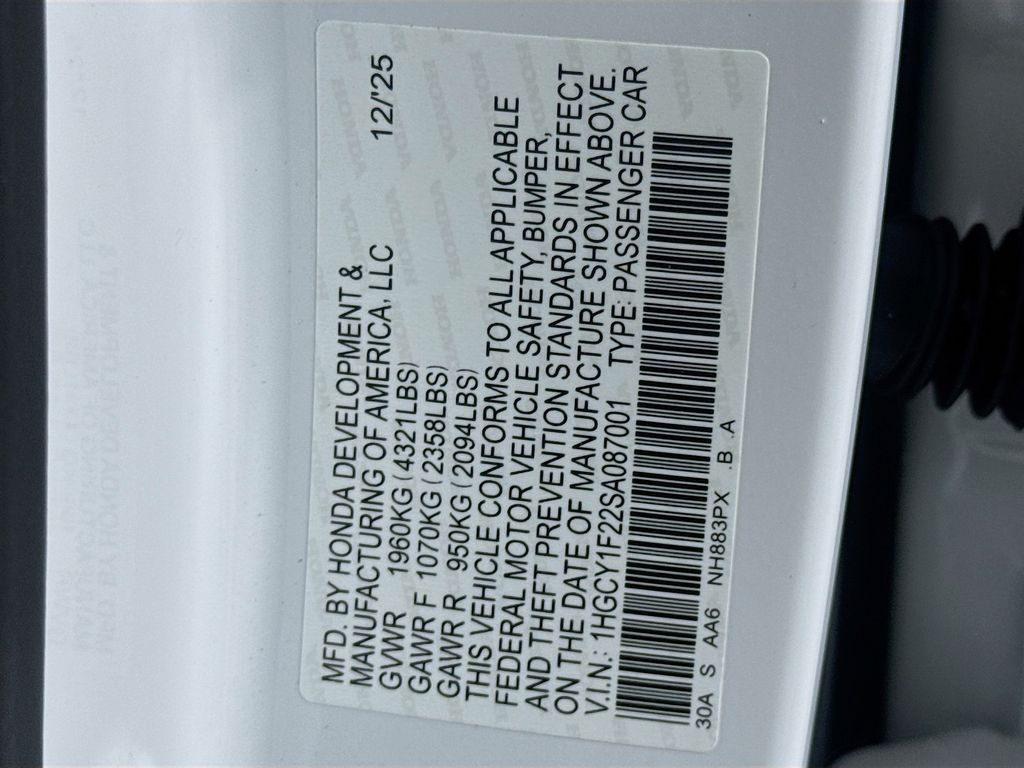 MFD. BY HONDA DEVELOPMENT &
MANUFACTURING OF AMERICA, LLC 12/'25
GVWR 1960KG (4321LBS)
GAWR F 1070KG (2358LBS)
GAWR R 950KG (2094LBS)
THIS VEHICLE CONFORMS TO ALL APPLICABLE
FEDERAL MOTOR VEHICLE SAFETY, BUMPER,
AND THEFT PREVENTION STANDARDS IN EFFECT
ON THE DATE OF MANUFACTURE SHOWN ABOVE.
V.I.N.: 1HGCY1F22SA087001 TYPE: PASSENGER CAR
30A S AA6 NH883PX .B .A